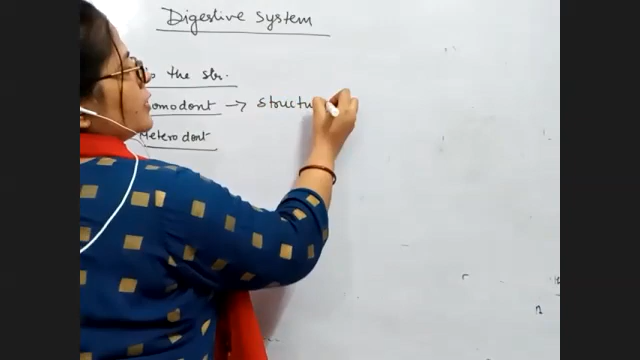 Digestive System
the str.
omodont → structu
Heterodont